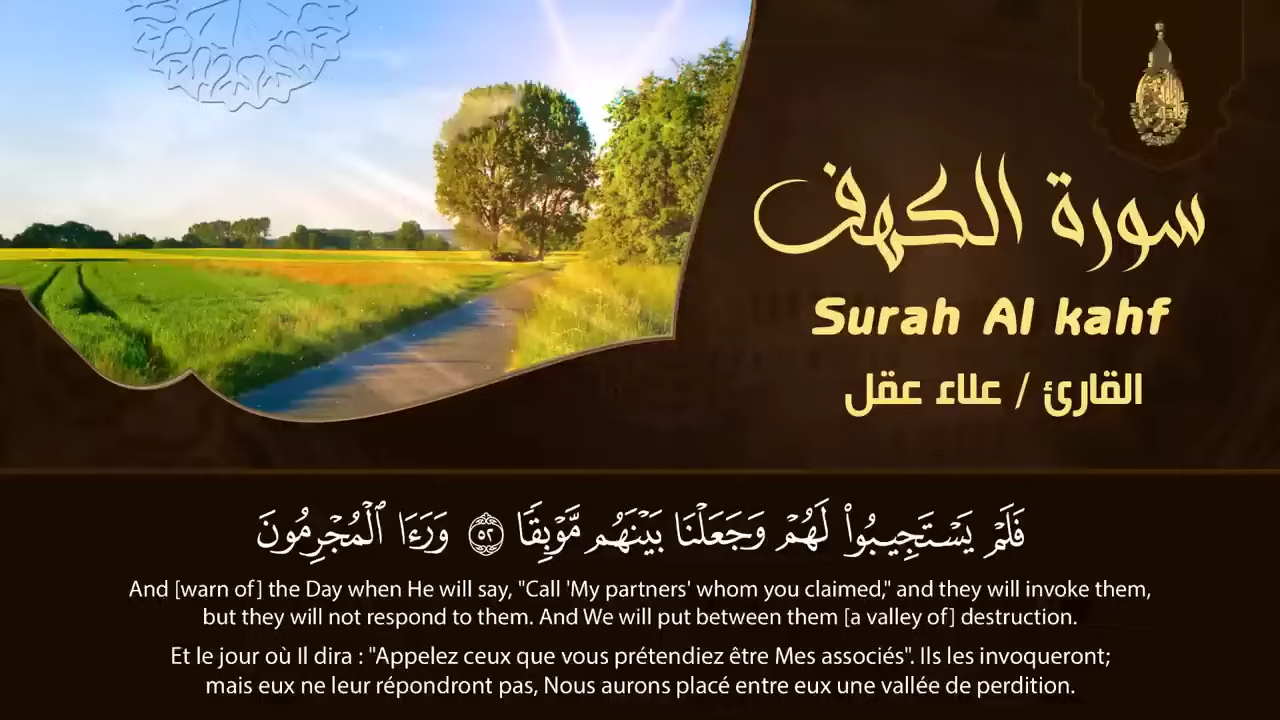 سورة الكهف
Surah Al kahf
القارئ / علاء عقل
فَلَمْ يَسْتَجِيبُوا۟ لَهُمْ وَجَعَلْنَا بَيْنَهُم مَّوْبِقًا ٥٢ وَرَءَا ٱلْمُجْرِمُونَ
And [warn of] the Day when He will say, "Call 'My partners' whom you claimed," and they will invoke them,
but they will not respond to them. And We will put between them [a valley of] destruction.
Et le jour où Il dira : "Appelez ceux que vous prétendiez être Mes associés". Ils les invoqueront;
mais eux ne leur répondront pas, Nous aurons placé entre eux une vallée de perdition.